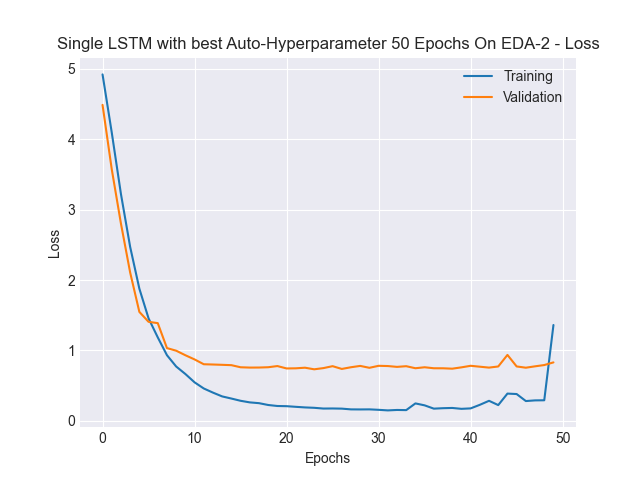 Single LSTM with best Auto-Hyperparameter 50 Epochs On EDA-2 - Loss
Training
Validation
5
4
3
2
1
0
Loss
0 10 20 30 40 50
Epochs